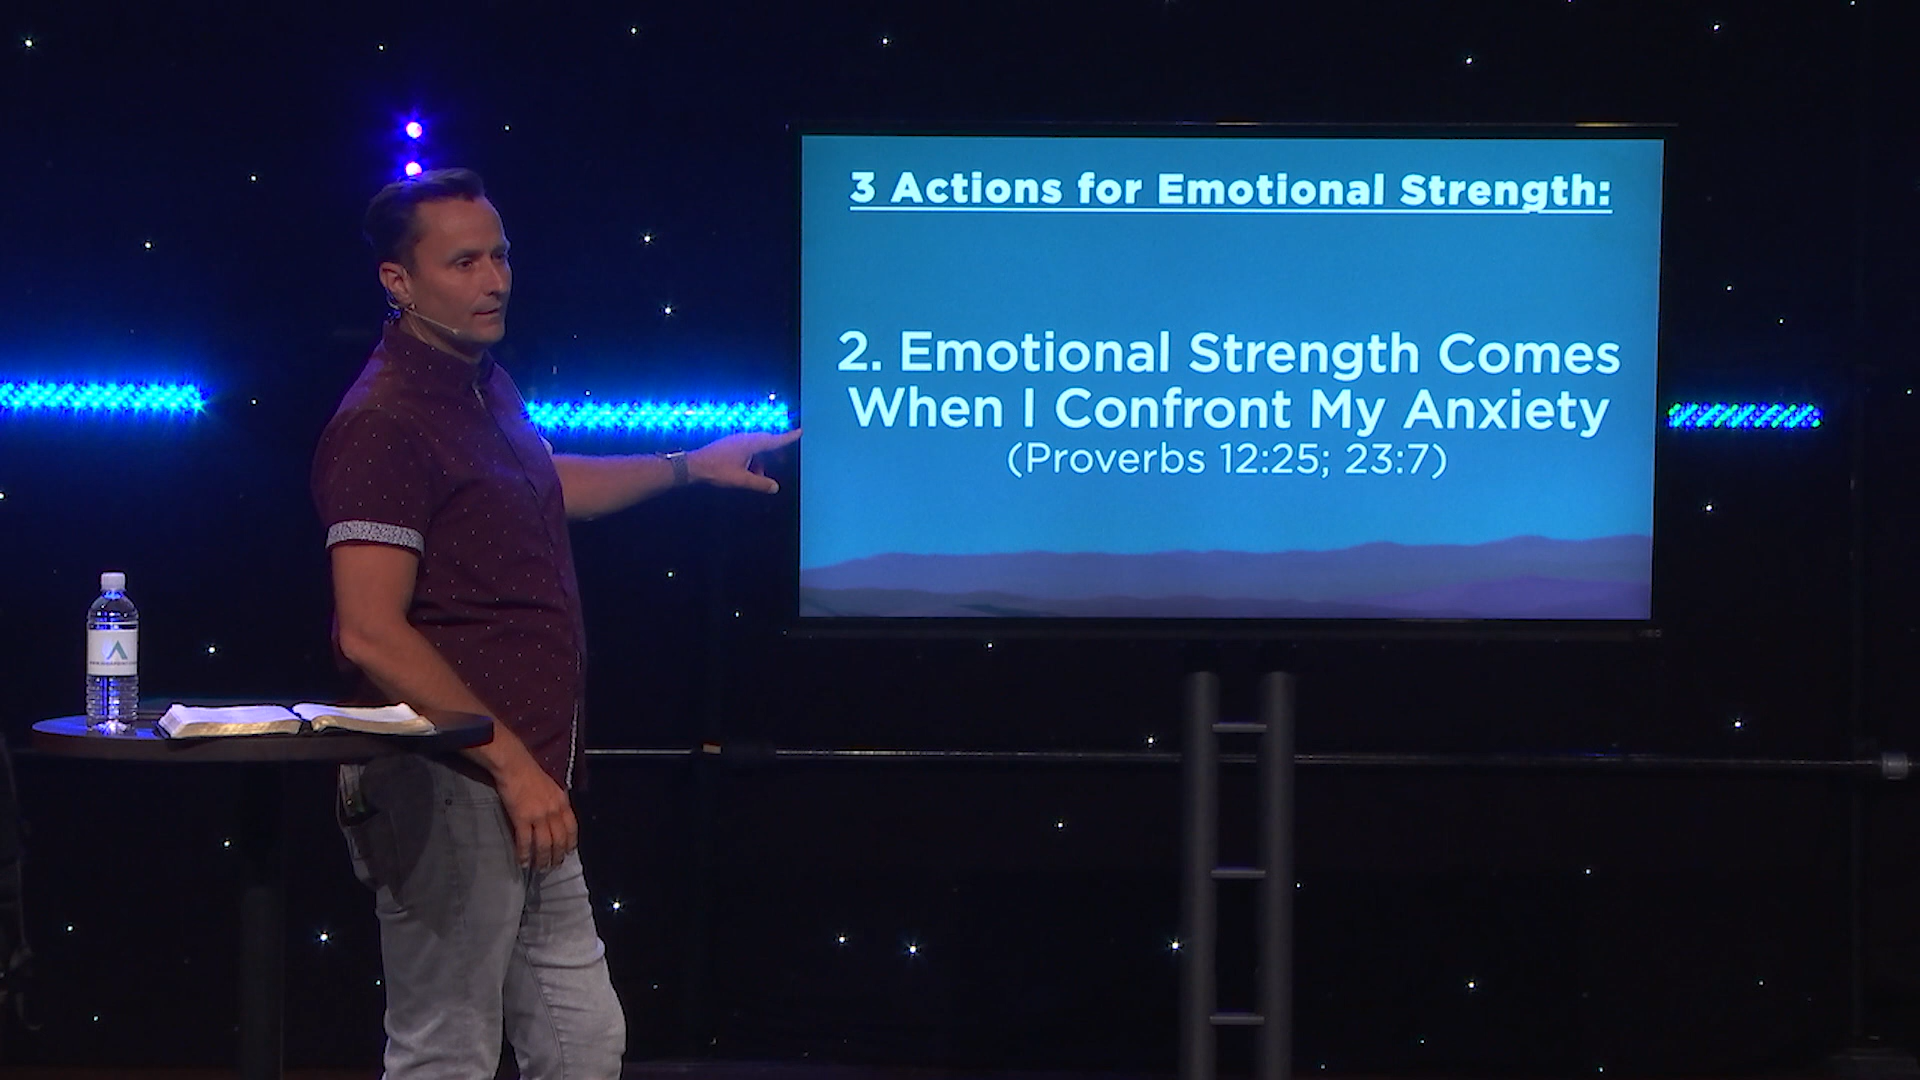 3 Actions for Emotional Strength:
2. Emotional Strength Comes
When I Confront My Anxiety
(Proverbs 12:25; 23:7)